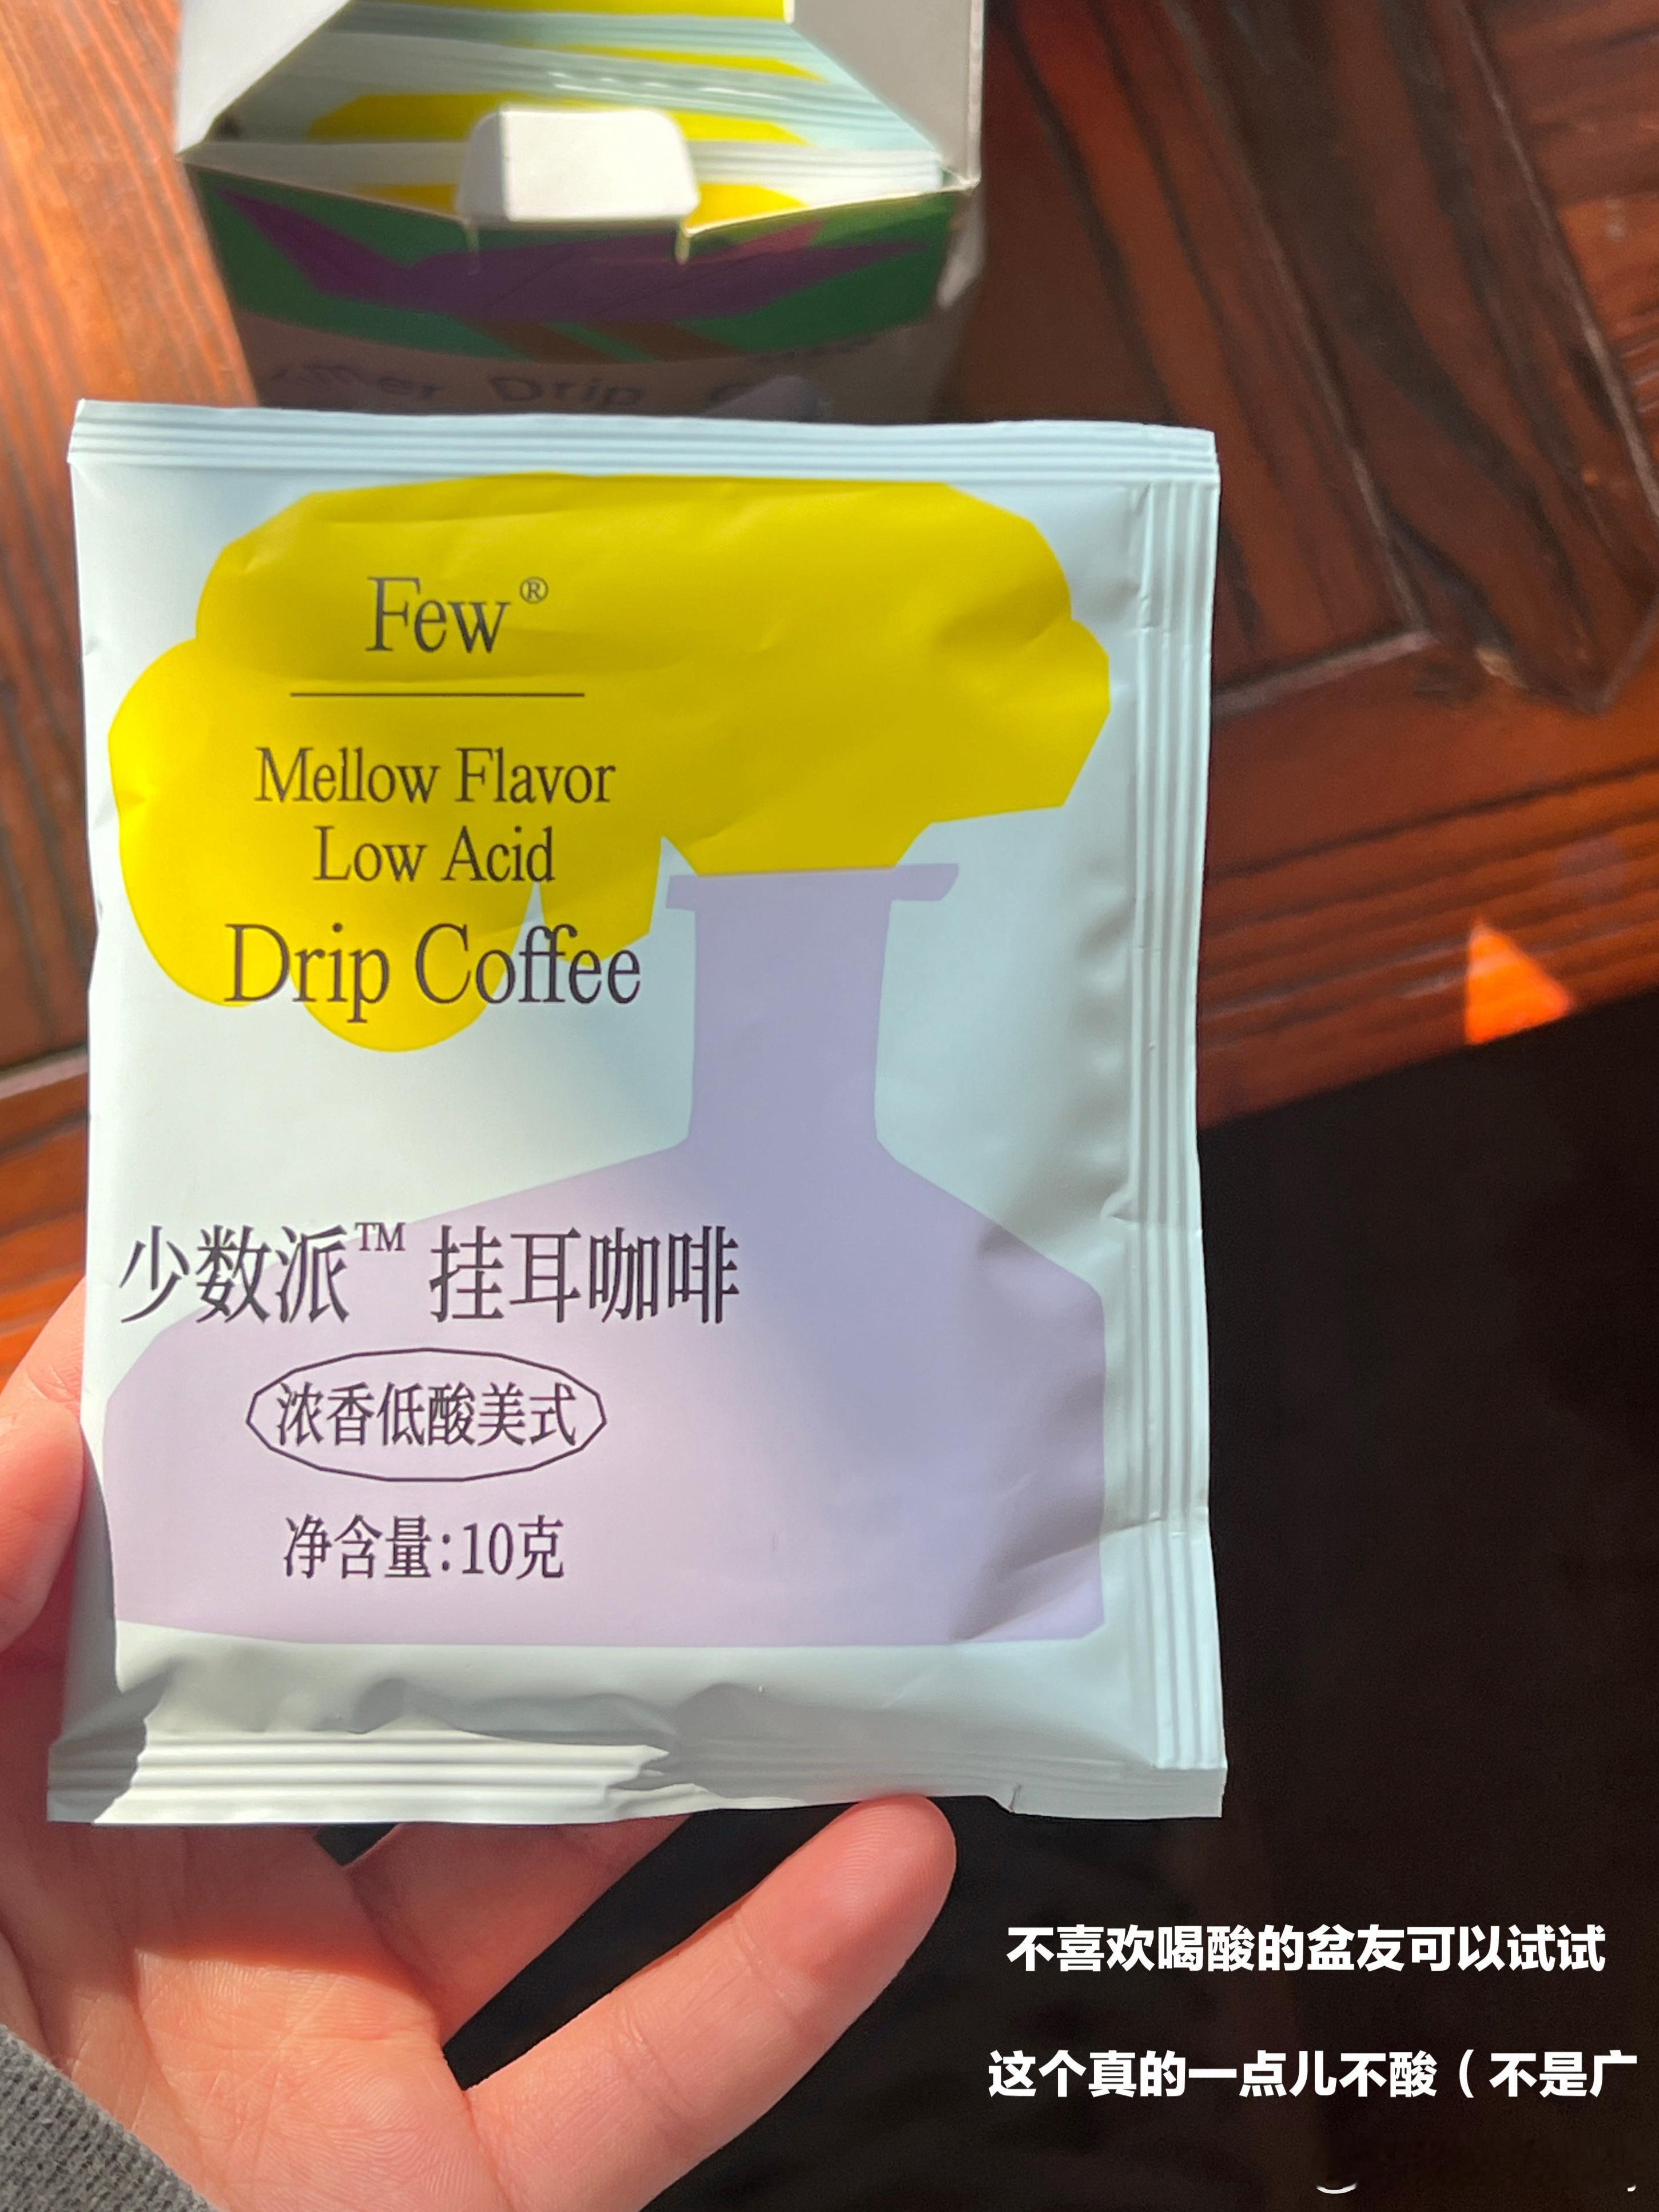 Drip
Few®
Mellow Flavor
Low Acid
Drip Coffee
少数派™ 挂耳咖啡
浓香低酸美式
净含量:10克
不喜欢喝酸的盆友可以试试
这个真的一点儿不酸（不是广